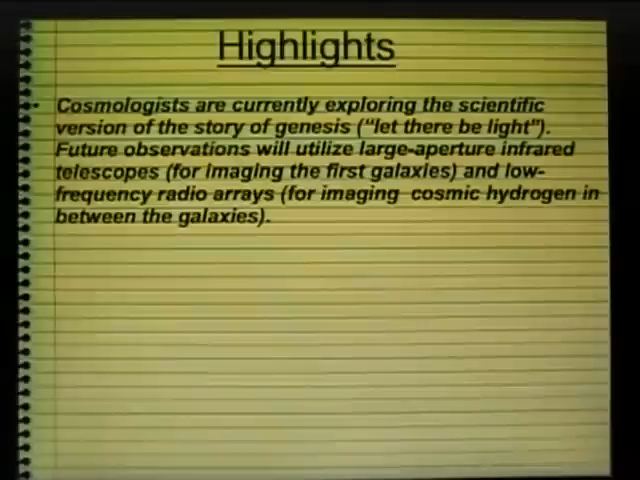 Highlights
• Cosmologists are currently exploring the scientific
version of the story of genesis ("let there be light").
Future observations will utilize large-aperture infrared
telescopes (for imaging the first galaxies) and low-
frequency radio arrays (for imaging cosmic hydrogen in
between the galaxies).